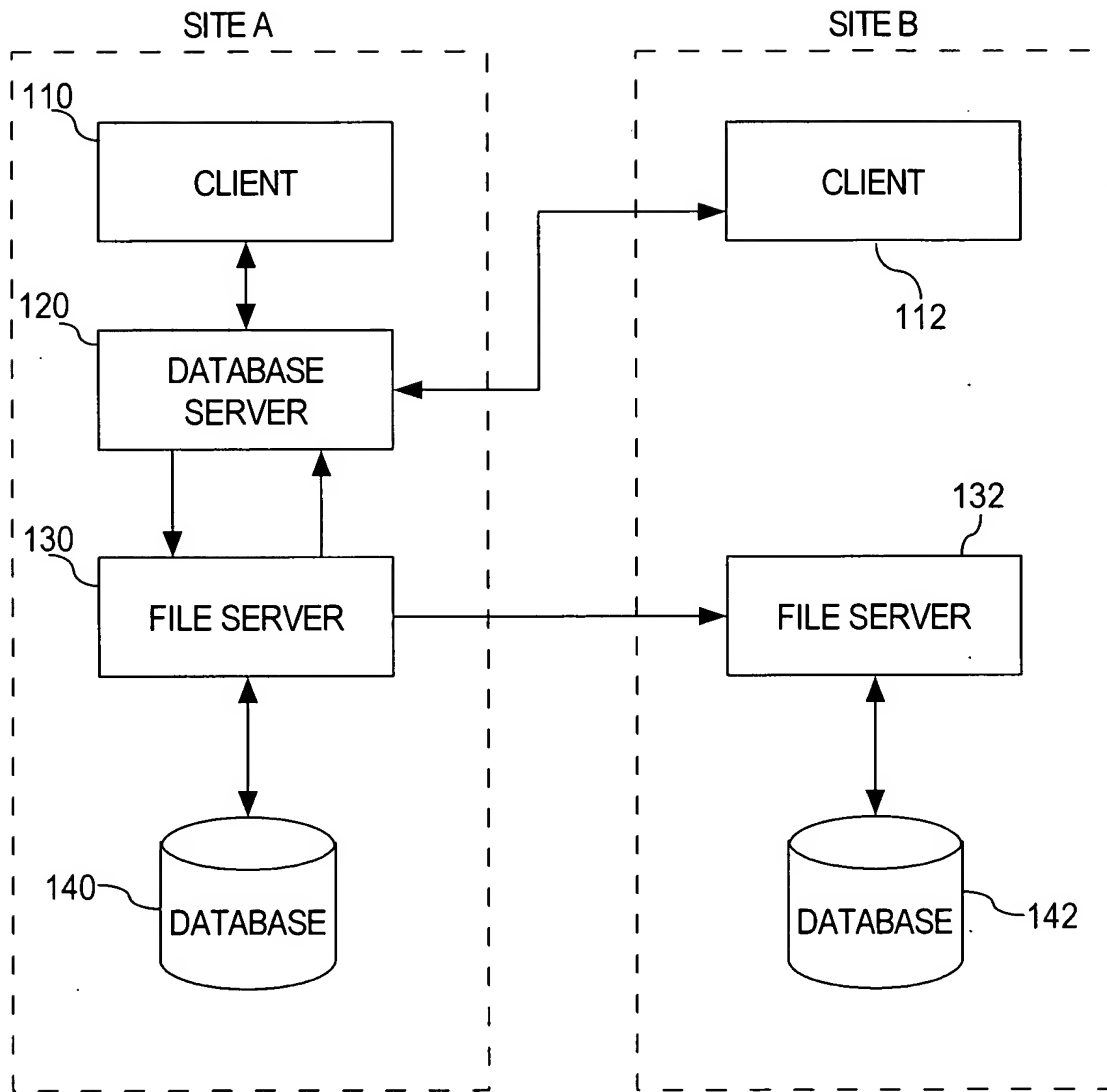 SITE A
SITE B
110
CLIENT
CLIENT
112
120
DATABASE
SERVER
130
FILE SERVER
132
FILE SERVER
140
DATABASE
DATABASE
142